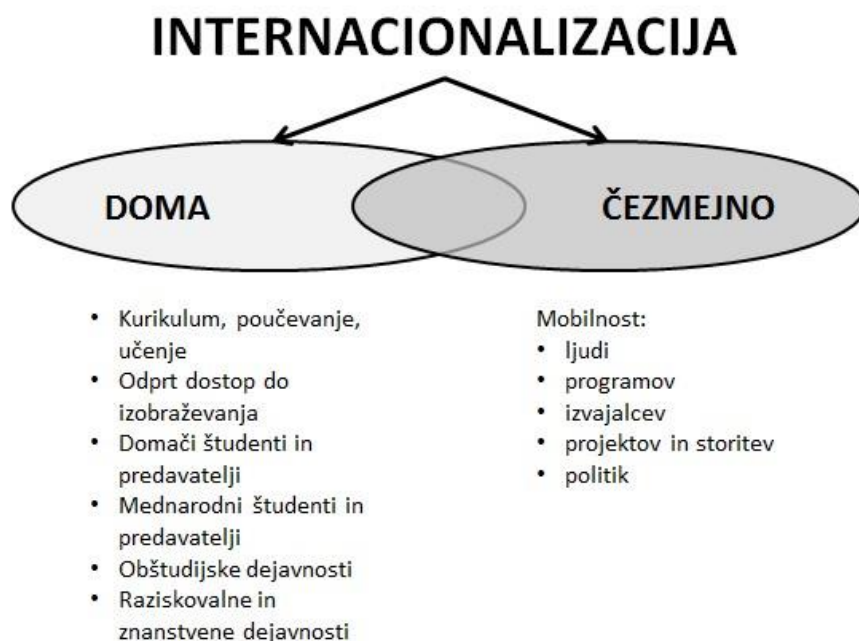 INTERNACIONALIZACIJA
DOMA
ČEZMEJNO
• Kurikulum, poučevanje,
učenje
• Odprt dostop do
izobraževanja
• Domači študenti in
predavatelji
• Mednarodni študenti in
predavatelji
• Obštudijske dejavnosti
• Raziskovalne in
znanstvene dejavnosti
Mobilnost:
• ljudi
• programov
• izvajalcev
• projektov in storitev
• politik